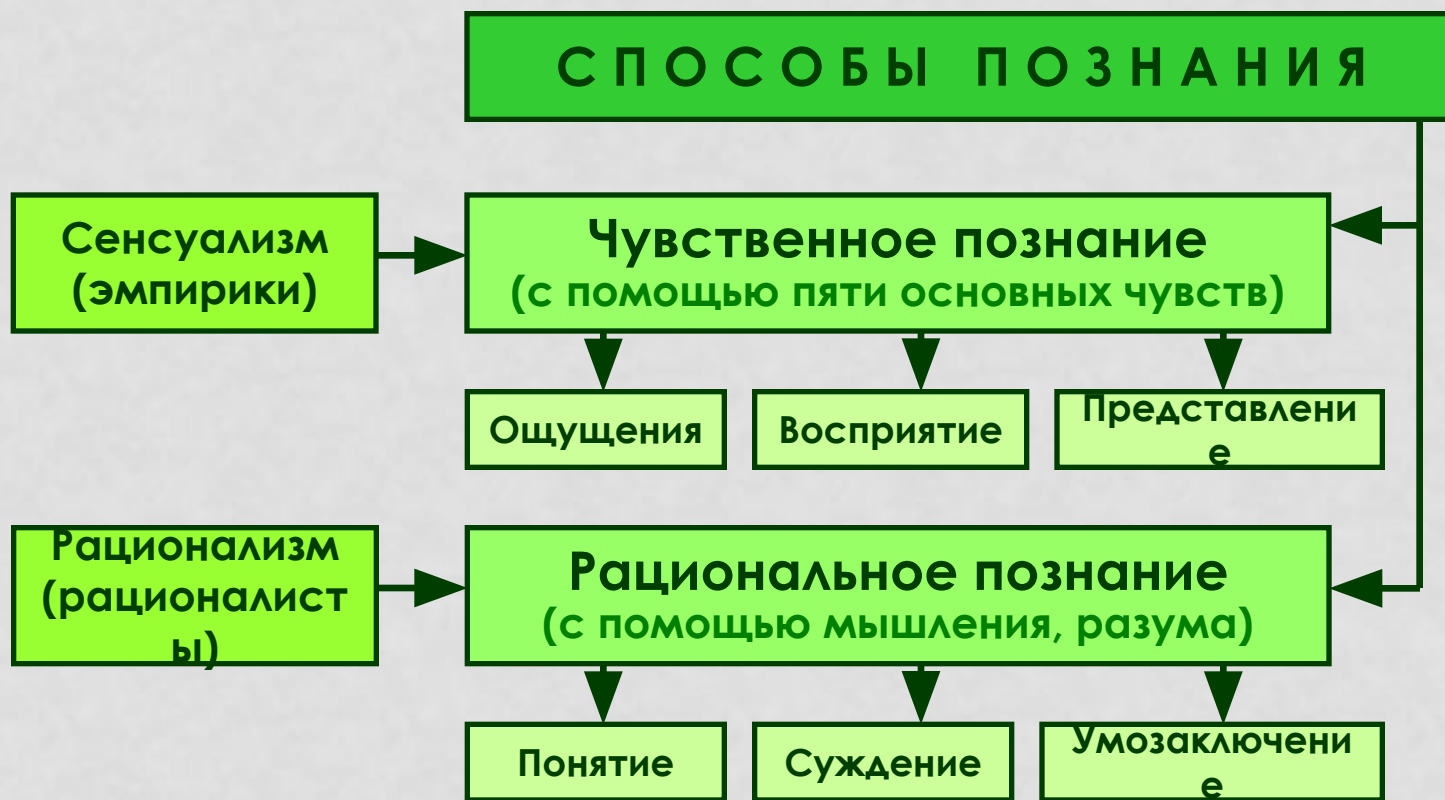 СПОСОБЫ ПОЗНАНИЯ
Сенсуализм
(эмпирики)
Чувственное познание
(с помощью пяти основных чувств)
Ощущения
Восприятие
Представлени
е
Рационализм
(рационалист
ы)
Рациональное познание
(с помощью мышления, разума)
Понятие
Суждение
Умозаключени
е